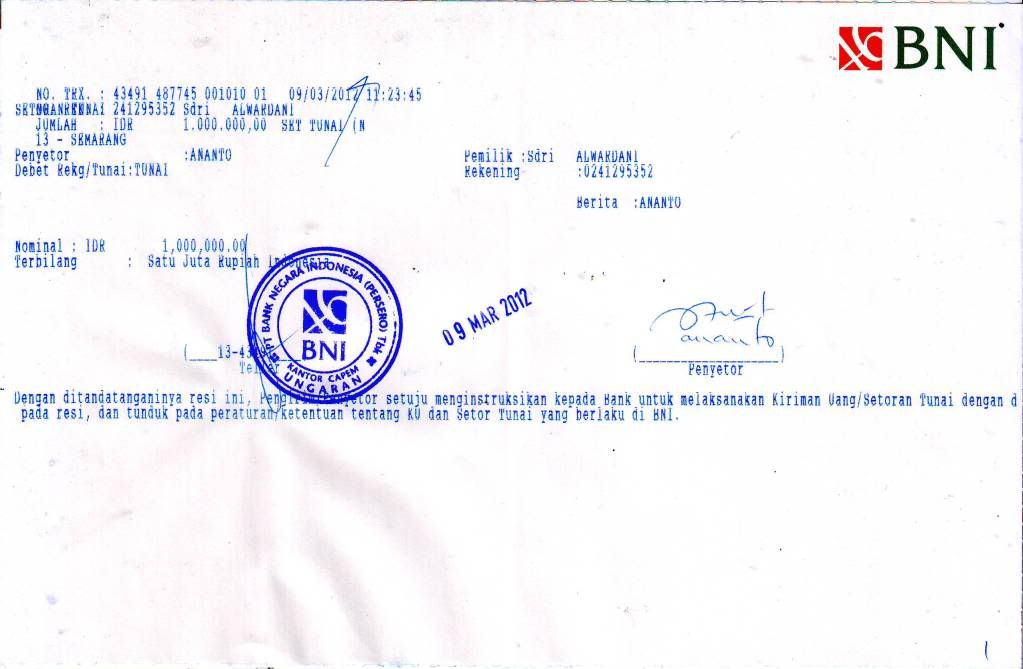 BNI
NO. TRX. : 43491 487745 001010 01 09/03/2012 11:23:45
241295352 Sdri ALWARDANI
JUMLAH : IDR 1.000.000,00 SET TUNAI (N
13 - SEMARANG
Penyetor :ANANTO
Pemilik :Sdri ALWARDANI
Debet Rekg/Tunai:TUNAI
Rekening :0241295352
Berita :ANANTO
Nominal : IDR 1,000,000.00
Terbilang : Satu Juta Rupiah Indonesia
PT BANK NEGARA INDONESIA (PERSERO) Tbk
BNI
KANTOR CAPEM
UNGARAN
09 MAR 2012
ananto
Teller
Penyetor
Dengan ditandatanganinya resi ini, Pengirim/Penyetor setuju menginstruksikan kepada Bank untuk melaksanakan Kiriman Uang/Setoran Tunai dengan d
pada resi, dan tunduk pada peraturan/ketentuan tentang KU dan Setor Tunai yang berlaku di BNI.